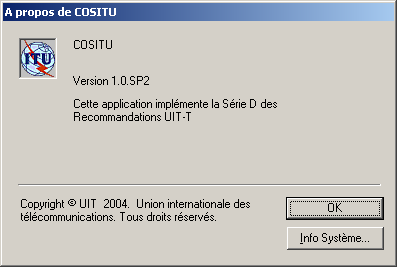 A propos de COSITU
ITU
COSITU
Version 1.0.SP2
Cette application implémente la Série D des
Recommandations UIT-T
Copyright © UIT 2004. Union internationale des
télécommunications. Tous droits réservés.
OK
Info Système...